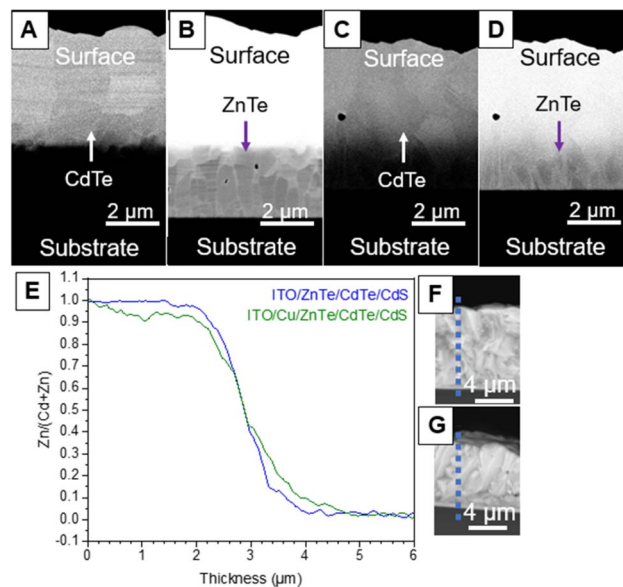 A
Surface
CdTe
2 µm
Substrate
B
Surface
ZnTe
2 µm
Substrate
C
Surface
CdTe
2 µm
Substrate
D
Surface
ZnTe
2 µm
Substrate
E
ITO/ZnTe/CdTe/CdS
ITO/Cu/ZnTe/CdTe/CdS
Zn/(Cd+Zn)
1.1
1.0
0.9
0.8
0.7
0.6
0.5
0.4
0.3
0.2
0.1
0.0
-0.1
0 1 2 3 4 5 6
Thickness (µm)
F
4 µm
G
4 µm